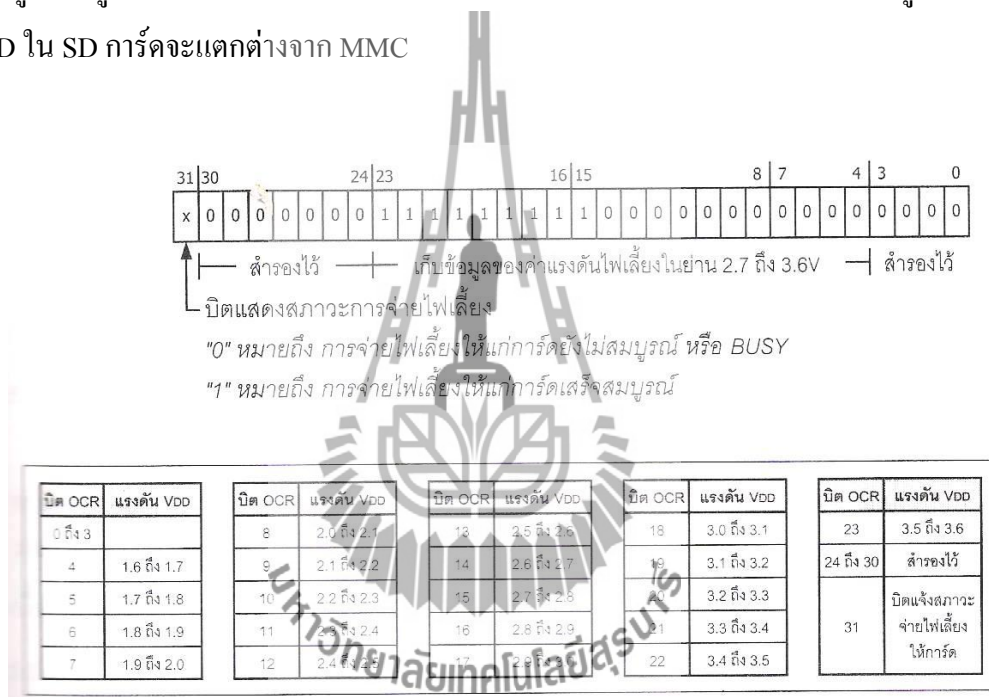 D ใน SD การ์ดจะแตกต่างจาก MMC
31 30 24 23 16 15 8 7 4 3 0
x 0 0 0 0 0 0 0 1 1 1 1 1 1 1 1 1 0 0 0 0 0 0 0 0 0 0 0 0 0 0 0
สำรองไว้ เก็บข้อมูลของค่าแรงดันไฟเลี้ยงในย่าน 2.7 ถึง 3.6V สำรองไว้
บิตแสดงสภาวะการจ่ายไฟเลี้ยง
"0" หมายถึง การจ่ายไฟเลี้ยงให้แก่การ์ดยังไม่สมบูรณ์ หรือ BUSY
"1" หมายถึง การจ่ายไฟเลี้ยงให้แก่การ์ดเสร็จสมบูรณ์
บิต OCR แรงดัน VDD บิต OCR แรงดัน VDD บิต OCR แรงดัน VDD บิต OCR แรงดัน VDD บิต OCR แรงดัน VDD
0 ถึง 3 8 2.0 ถึง 2.1 13 2.5 ถึง 2.6 18 3.0 ถึง 3.1 23 3.5 ถึง 3.6
4 1.6 ถึง 1.7 9 2.1 ถึง 2.2 14 2.6 ถึง 2.7 19 3.1 ถึง 3.2 24 ถึง 30 สำรองไว้
5 1.7 ถึง 1.8 10 2.2 ถึง 2.3 15 2.7 ถึง 2.8 20 3.2 ถึง 3.3 บิตแจ้งสภาวะ
6 1.8 ถึง 1.9 11 2.3 ถึง 2.4 16 2.8 ถึง 2.9 21 3.3 ถึง 3.4 31 จ่ายไฟเลี้ยง
7 1.9 ถึง 2.0 12 2.4 ถึง 2.5 17 2.9 ถึง 3.0 22 3.4 ถึง 3.5 ให้การ์ด
มหาวิทยาลัยเทคโนโลยีสุรนารี